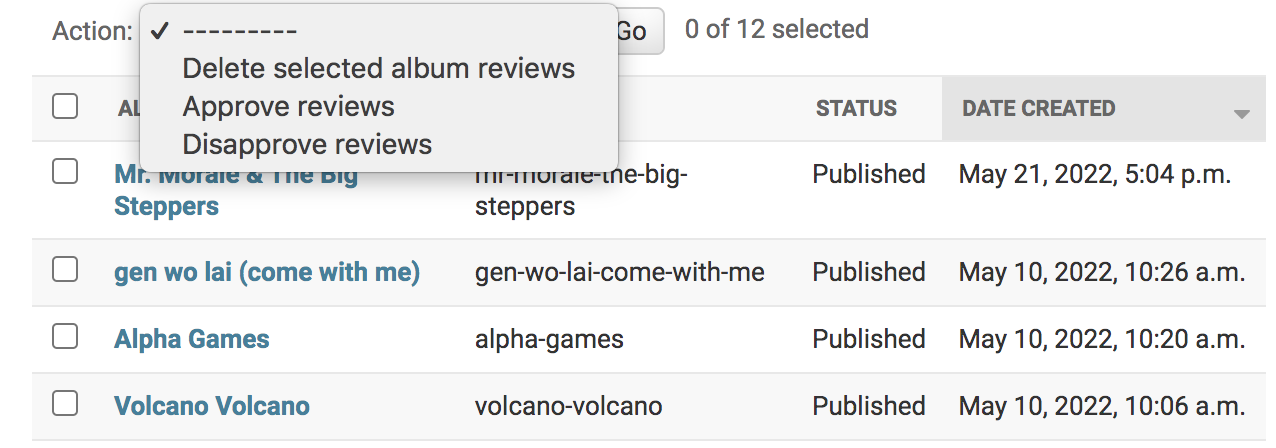 Action: ✓ ---------
Go 0 of 12 selected
Delete selected album reviews
Approve reviews
Disapprove reviews
STATUS DATE CREATED
Mr. Morale & The Big mr-morale-the-big- Published May 21, 2022, 5:04 p.m.
Steppers steppers
gen wo lai (come with me) gen-wo-lai-come-with-me Published May 10, 2022, 10:26 a.m.
Alpha Games alpha-games Published May 10, 2022, 10:20 a.m.
Volcano Volcano volcano-volcano Published May 10, 2022, 10:06 a.m.